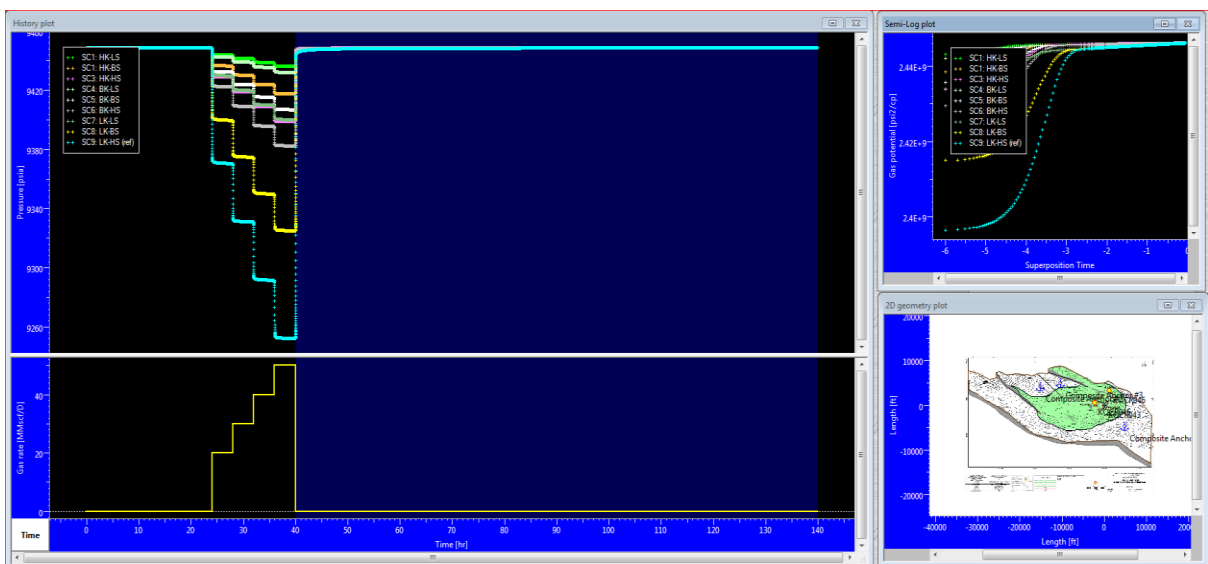 History plot
9460
9420
9380
9340
9300
9260
Pressure [psia]
SC1: HK-LS
SC1: HK-BS
SC3: HK-HS
SC4: BK-LS
SC5: BK-BS
SC6: BK-HS
SC7: LK-LS
SC8: LK-BS
SC9: LK-HS (ref)
40
20
0
Gas rate [MMscf/D]
0 10 20 30 40 50 60 70 80 90 100 110 120 130 140
Time
Time [hr]
Semi-Log plot
2.44E+9
2.42E+9
2.4E+9
Gas potential [psi2/cp]
SC1: HK-LS
SC1: HK-BS
SC3: HK-HS
SC4: BK-LS
SC5: BK-BS
SC6: BK-HS
SC7: LK-LS
SC8: LK-BS
SC9: LK-HS (ref)
-6 -5 -4 -3 -2 -1 0
Superposition Time
2D geometry plot
20000
10000
0
-10000
-20000
Length [ft]
Composite Ancho
-40000 -30000 -20000 -10000 0 10000 2000
Length [ft]